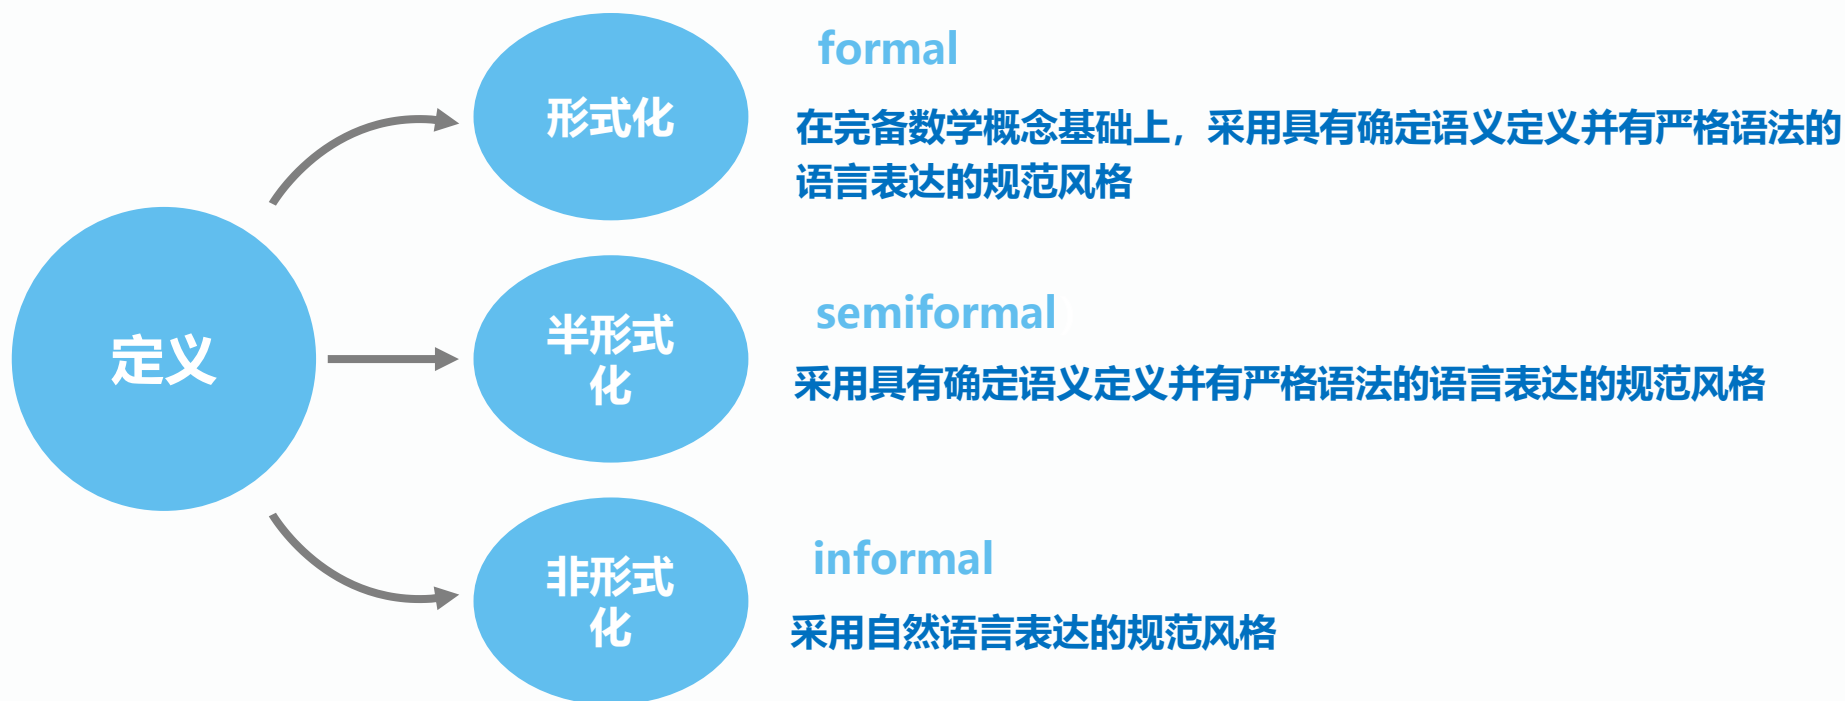 formal
形式化
在完备数学概念基础上，采用具有确定语义定义并有严格语法的
语言表达的规范风格
定义
semiformal
半形式
化
采用具有确定语义定义并有严格语法的语言表达的规范风格
informal
非形式
化
采用自然语言表达的规范风格